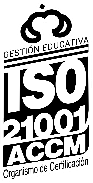 GESTIÓN EDUCATIVA
ISO
21001
ACCM
Organismo de Certificación